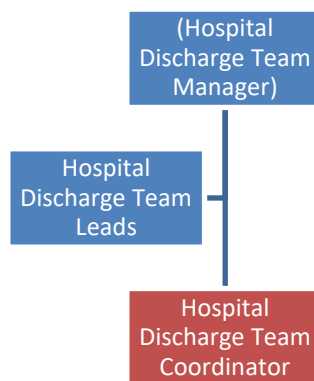 (Hospital
Discharge Team
Manager)
Hospital
Discharge Team
Leads
Hospital
Discharge Team
Coordinator